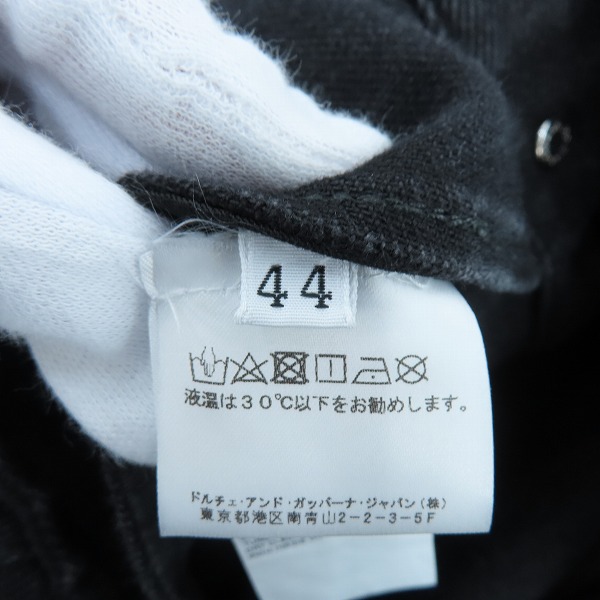 44
液温は30℃以下をお勧めします。
ドルチェ・アンド・ガッバーナ・ジャパン(株)
東京都港区南青山2-2-3-5F